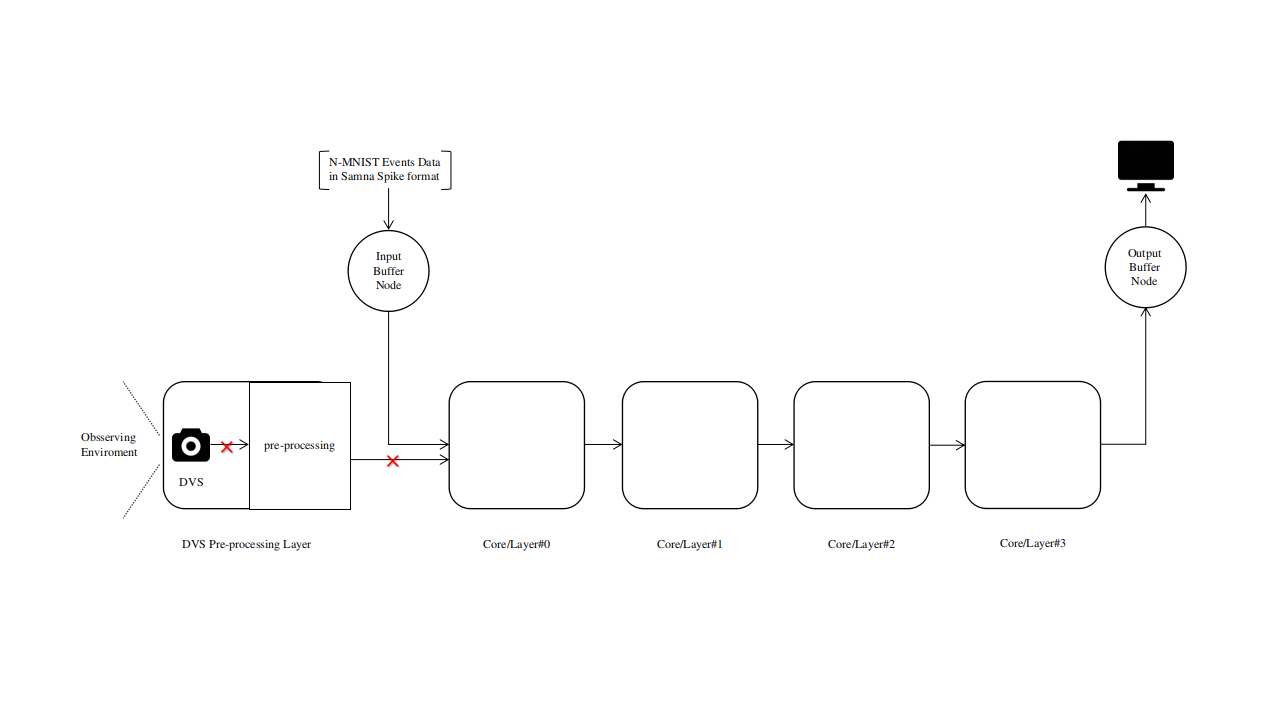 N-MNIST Events Data
in Samna Spike format
Input
Buffer
Node
Output
Buffer
Node
Obsserving
Enviroment
DVS
pre-processing
DVS Pre-processing Layer
Core/Layer#0
Core/Layer#1
Core/Layer#2
Core/Layer#3